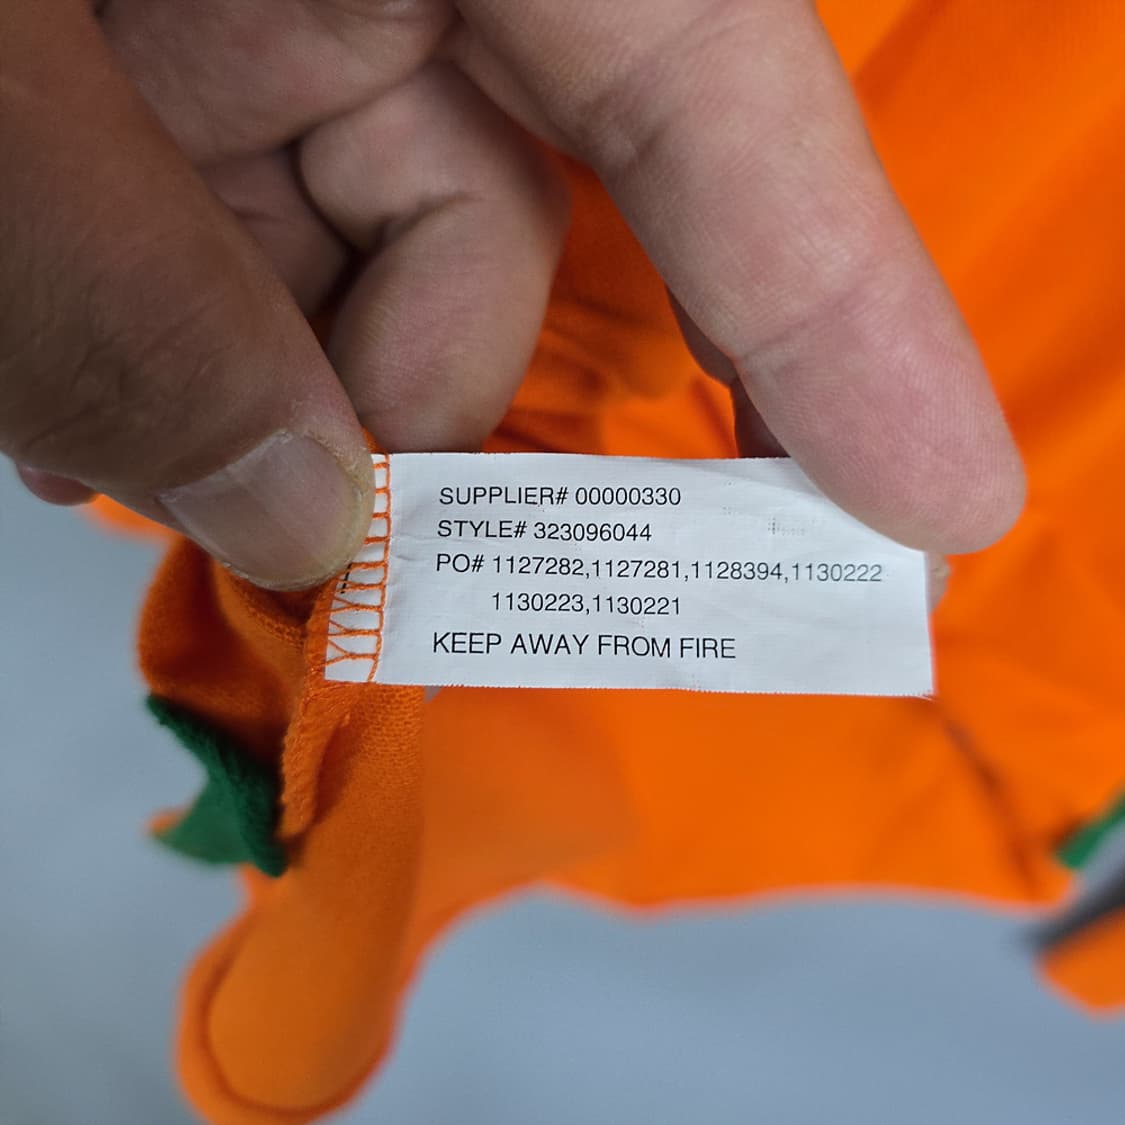 SUPPLIER# 00000330
STYLE# 323096044
PO# 1127282,1127281,1128394,1130222
1130223,1130221
KEEP AWAY FROM FIRE